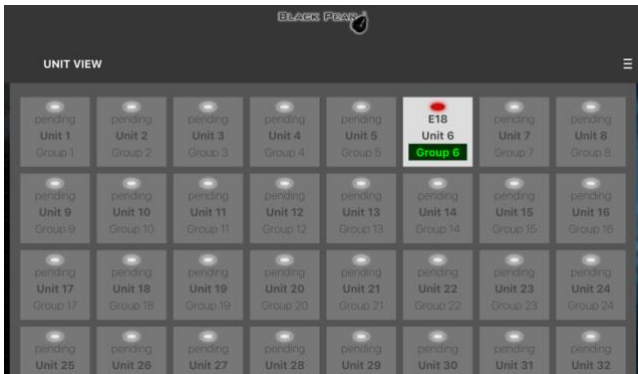 BLACK PEAR
UNIT VIEW
pending pending pending pending pending E18 pending pending
Unit 1 Unit 2 Unit 3 Unit 4 Unit 5 Unit 6 Unit 7 Unit 8
Group 1 Group 2 Group 3 Group 4 Group 5 Group 6 Group 7 Group 8
pending pending pending pending pending pending pending pending
Unit 9 Unit 10 Unit 11 Unit 12 Unit 13 Unit 14 Unit 15 Unit 16
Group 9 Group 10 Group 11 Group 12 Group 13 Group 14 Group 15 Group 16
pending pending pending pending pending pending pending pending
Unit 17 Unit 18 Unit 19 Unit 20 Unit 21 Unit 22 Unit 23 Unit 24
Group 17 Group 18 Group 19 Group 20 Group 21 Group 22 Group 23 Group 24
pending pending pending pending pending pending pending pending
Unit 25 Unit 26 Unit 27 Unit 28 Unit 29 Unit 30 Unit 31 Unit 32